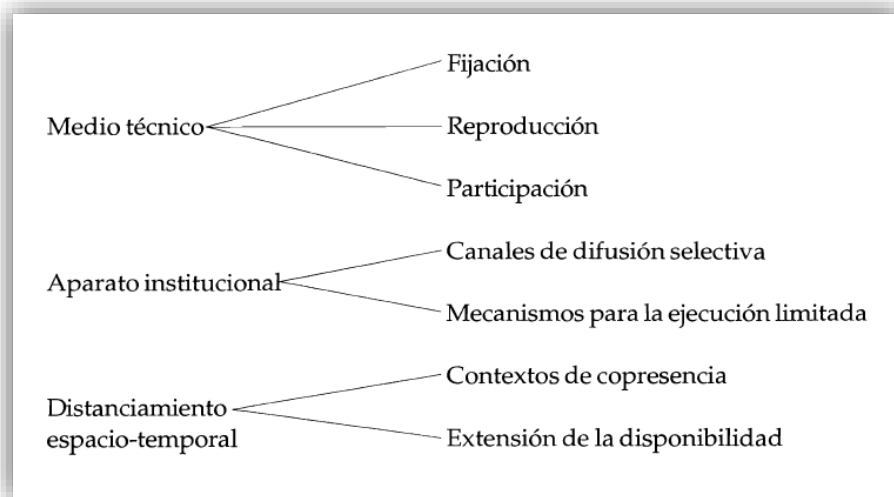 Medio técnico
Fijación
Reproducción
Participación
Aparato institucional
Canales de difusión selectiva
Mecanismos para la ejecución limitada
Distanciamiento
espacio-temporal
Contextos de copresencia
Extensión de la disponibilidad